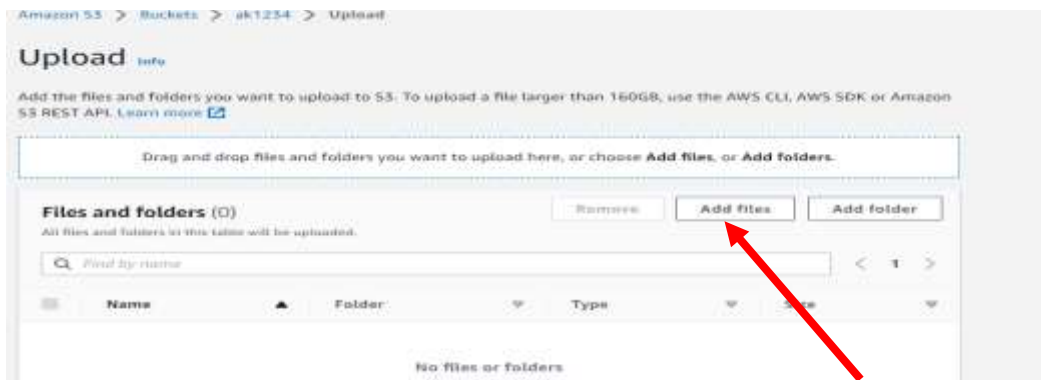 Amazon S3 > Buckets > ak1234 > Upload
Upload Info
Add the files and folders you want to upload to S3. To upload a file larger than 160GB, use the AWS CLI, AWS SDK or Amazon
S3 REST API. Learn more
Drag and drop files and folders you want to upload here, or choose Add files, or Add folders.
Files and folders (0) Remove Add files Add folder
All files and folders in this table will be uploaded.
Find by name < 1 >
Name Folder Type Size
No files or folders